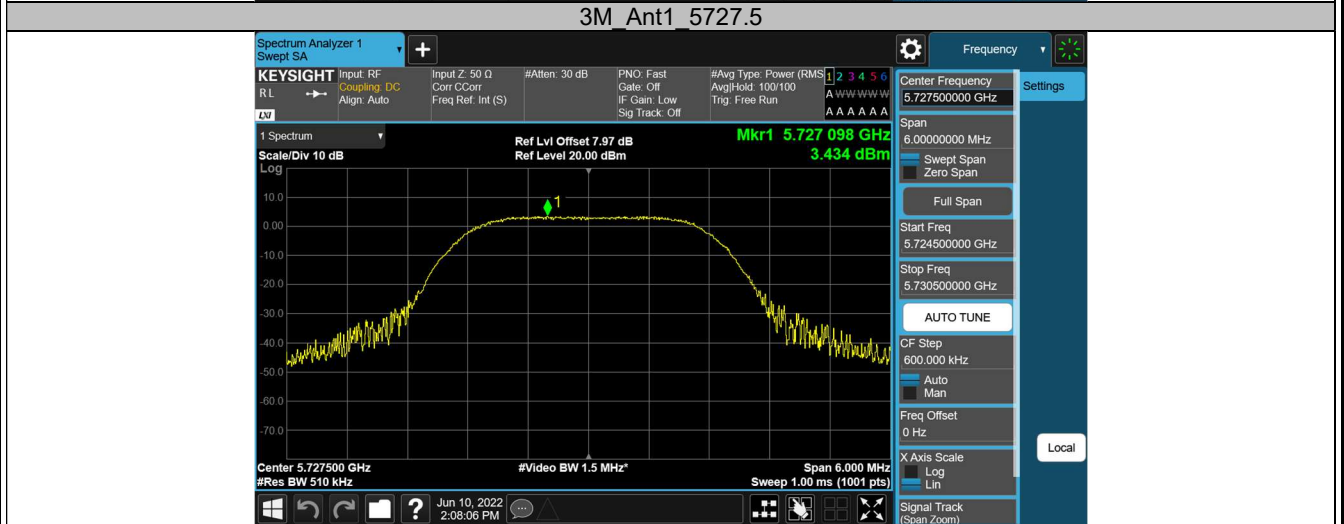 3M_Ant1_5727.5
Spectrum Analyzer 1
Swept SA
+
Frequency
KEYSIGHT
RL
LXI
Input: RF
Coupling: DC
Align: Auto
Input Z: 50 Ω
Corr CCorr
Freq Ref: Int (S)
#Atten: 30 dB
PNO: Fast
Gate: Off
IF Gain: Low
Sig Track: Off
#Avg Type: Power (RMS
Avg|Hold: 100/100
Trig: Free Run
1 2 3 4 5 6
A W W W W W
A A A A A A
1 Spectrum
Scale/Div 10 dB
Log
Ref Lvl Offset 7.97 dB
Ref Level 20.00 dBm
Mkr1 5.727 098 GHz
3.434 dBm
1
10.0
0.00
-10.0
-20.0
-30.0
-40.0
-50.0
-60.0
-70.0
Center 5.727500 GHz
#Res BW 510 kHz
#Video BW 1.5 MHz*
Span 6.000 MHz
Sweep 1.00 ms (1001 pts)
Center Frequency
5.727500000 GHz
Span
6.00000000 MHz
Swept Span
Zero Span
Full Span
Start Freq
5.724500000 GHz
Stop Freq
5.730500000 GHz
AUTO TUNE
CF Step
600.000 kHz
Auto
Man
Freq Offset
0 Hz
X Axis Scale
Log
Lin
Signal Track
(Span Zoom)
Settings
Local
?
Jun 10, 2022
2:08:06 PM